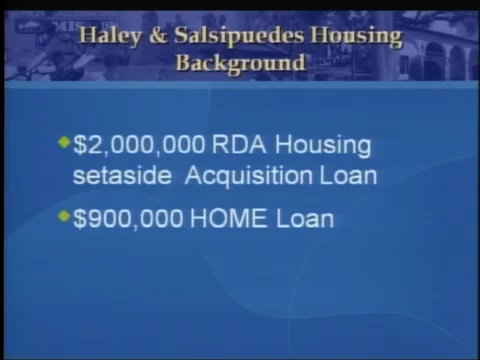 Haley & Salsipuedes Housing
Background
$2,000,000 RDA Housing
setaside Acquisition Loan
$900,000 HOME Loan